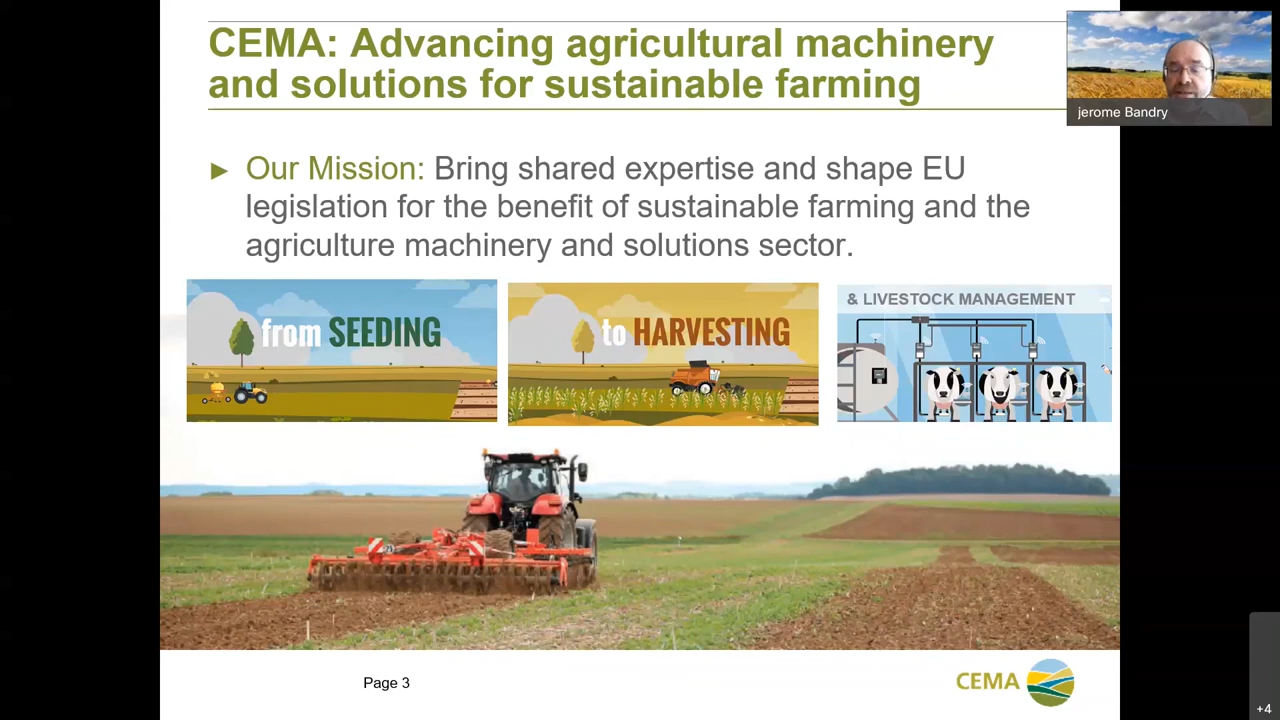 CEMA: Advancing agricultural machinery
and solutions for sustainable farming
jerome Bandry
► Our Mission: Bring shared expertise and shape EU
legislation for the benefit of sustainable farming and the
agriculture machinery and solutions sector.
from SEEDING
to HARVESTING
& LIVESTOCK MANAGEMENT
Page 3
CEMA
+4